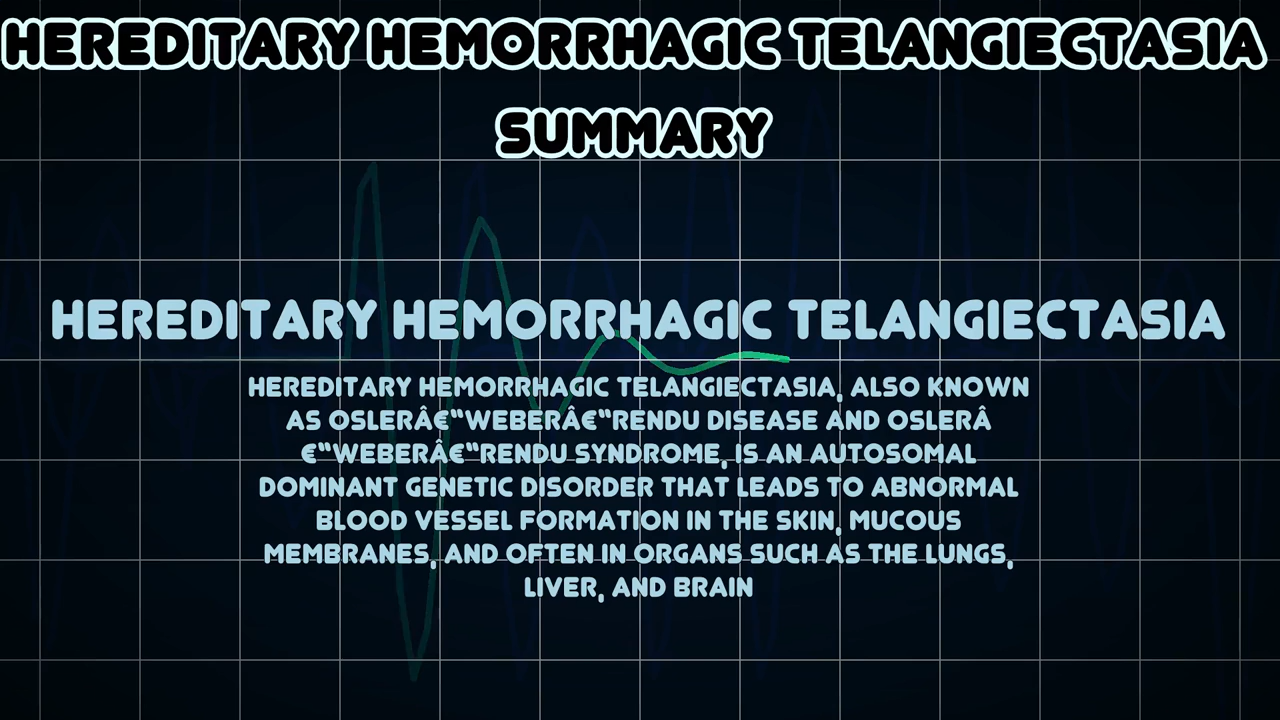 HEREDITARY HEMORRHAGIC TELANGIECTASIA
SUMMARY
HEREDITARY HEMORRHAGIC TELANGIECTASIA
HEREDITARY HEMORRHAGIC TELANGIECTASIA, ALSO KNOWN
AS OSLERÂ€“WEBERÂ€“RENDU DISEASE AND OSLERÂ
€“WEBERÂ€“RENDU SYNDROME, IS AN AUTOSOMAL
DOMINANT GENETIC DISORDER THAT LEADS TO ABNORMAL
BLOOD VESSEL FORMATION IN THE SKIN, MUCOUS
MEMBRANES, AND OFTEN IN ORGANS SUCH AS THE LUNGS,
LIVER, AND BRAIN